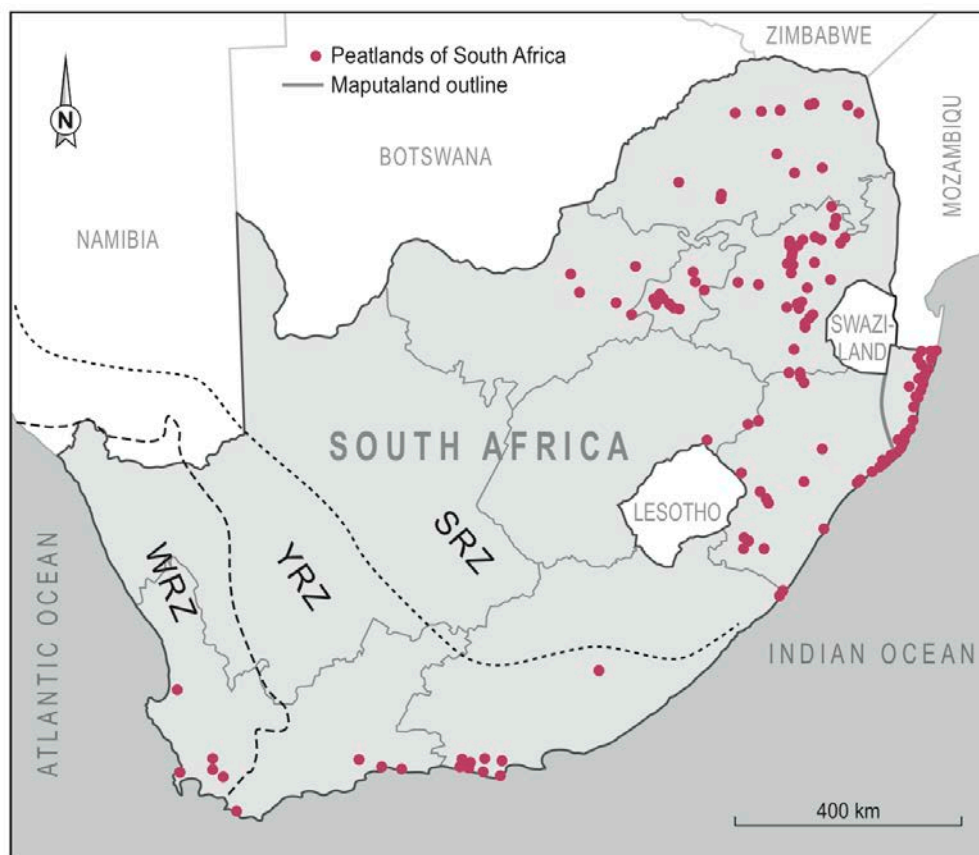 ZIMBABWE
Peatlands of South Africa
Maputaland outline
N
BOTSWANA
MOZAMBIQU
NAMIBIA
SWAZI-
LAND
SOUTH AFRICA
LESOTHO
SRZ
YRZ
WRZ
ATLANTIC OCEAN
INDIAN OCEAN
400 km